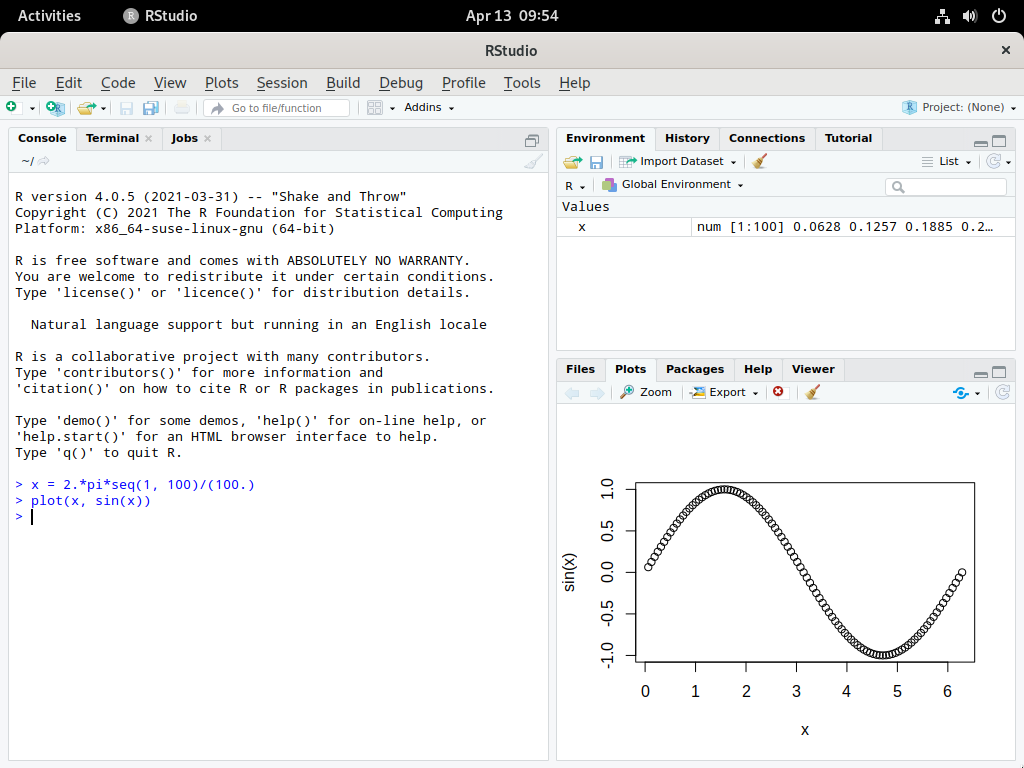 Activities RStudio Apr 13 09:54
RStudio
File Edit Code View Plots Session Build Debug Profile Tools Help
Go to file/function Addins Project: (None)
Console Terminal Jobs
~/
R version 4.0.5 (2021-03-31) -- "Shake and Throw"
Copyright (C) 2021 The R Foundation for Statistical Computing
Platform: x86_64-suse-linux-gnu (64-bit)
R is free software and comes with ABSOLUTELY NO WARRANTY.
You are welcome to redistribute it under certain conditions.
Type 'license()' or 'licence()' for distribution details.
Natural language support but running in an English locale
R is a collaborative project with many contributors.
Type 'contributors()' for more information and
'citation()' on how to cite R or R packages in publications.
Type 'demo()' for some demos, 'help()' for on-line help, or
'help.start()' for an HTML browser interface to help.
Type 'q()' to quit R.
> x = 2.*pi*seq(1, 100)/(100.)
> plot(x, sin(x))
>
Environment History Connections Tutorial
Import Dataset List
R Global Environment
Values
x num [1:100] 0.0628 0.1257 0.1885 0.2…
Files Plots Packages Help Viewer
Zoom Export
1.0
0.5
0.0
-0.5
-1.0
sin(x)
0 1 2 3 4 5 6
x